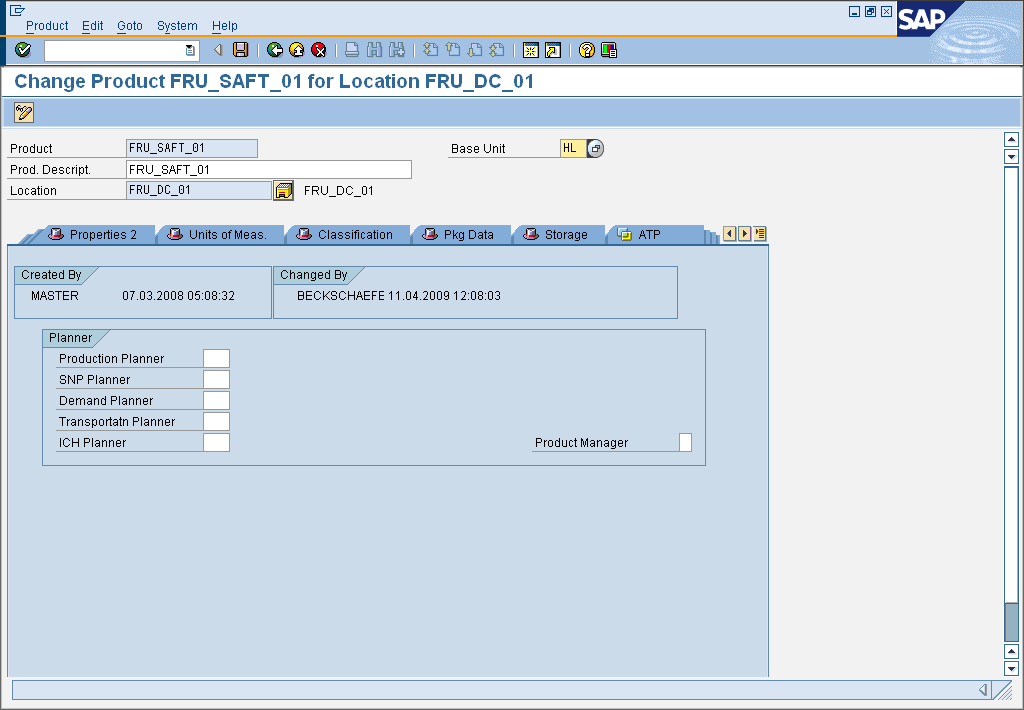 Product Edit Goto System Help
SAP
Change Product FRU_SAFT_01 for Location FRU_DC_01
Product FRU_SAFT_01 Base Unit HL
Prod. Descript. FRU_SAFT_01
Location FRU_DC_01 FRU_DC_01
Properties 2 Units of Meas. Classification Pkg Data Storage ATP
Created By Changed By
MASTER 07.03.2008 05:08:32 BECKSCHAEFE 11.04.2009 12:08:03
Planner
Production Planner
SNP Planner
Demand Planner
Transportatn Planner
ICH Planner Product Manager